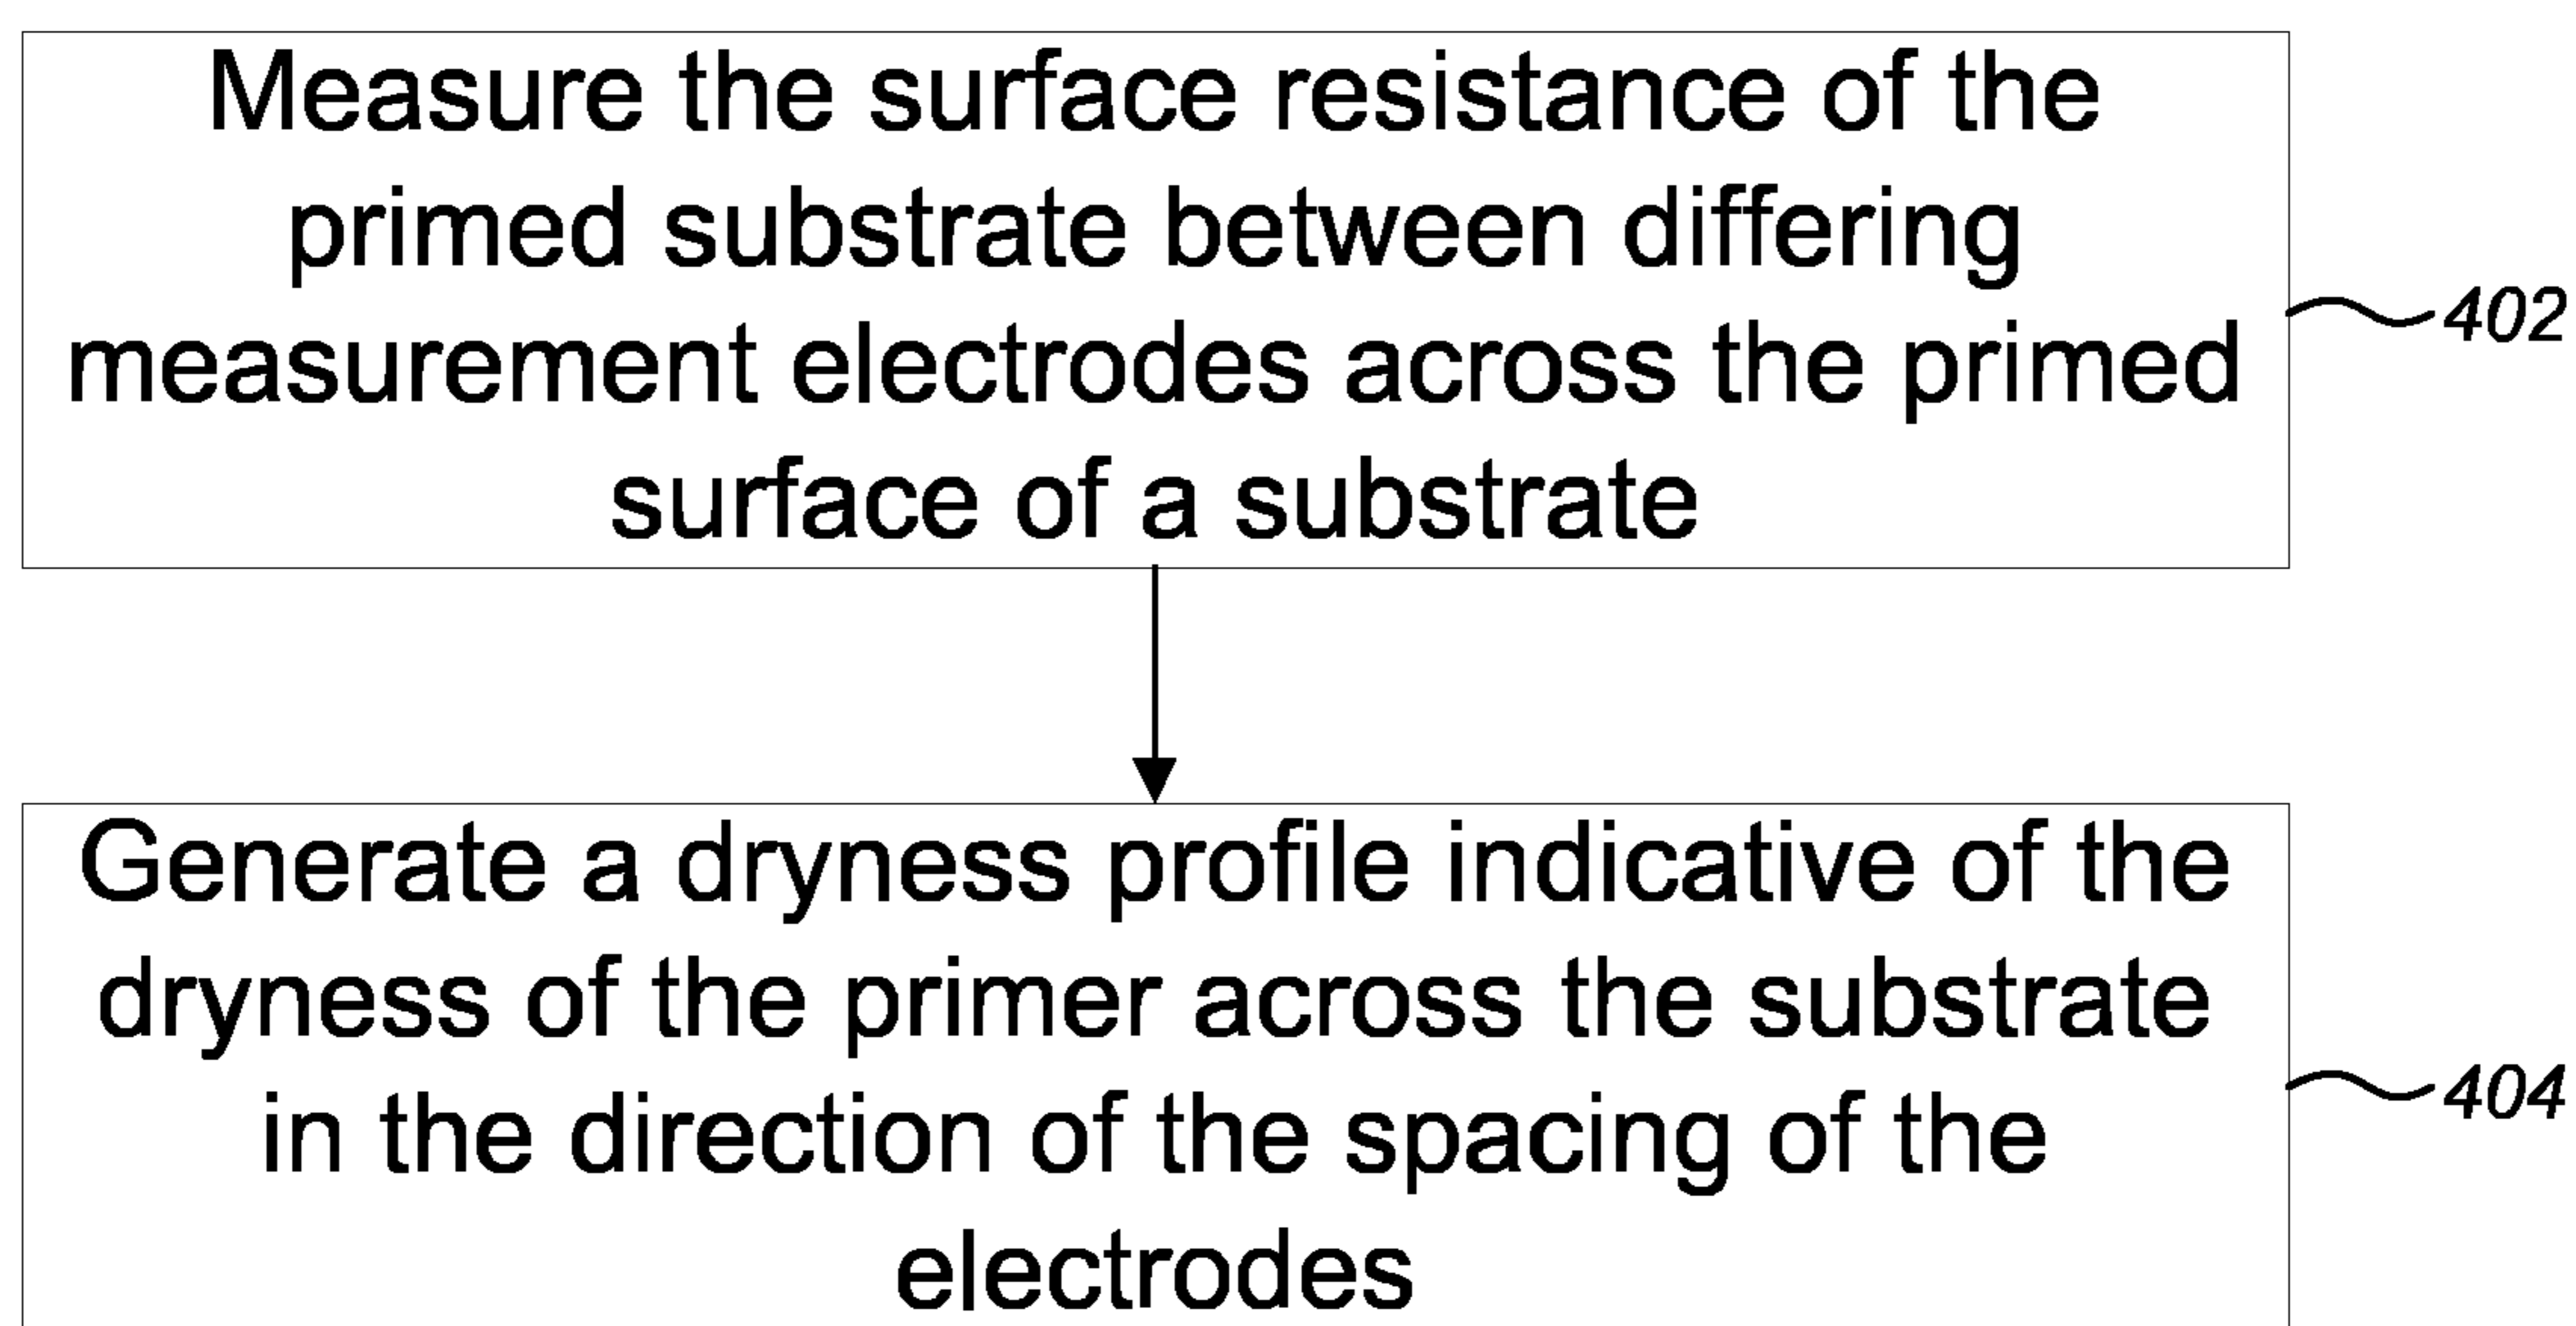 Measure the surface resistance of the
primed substrate between differing
measurement electrodes across the primed
surface of a substrate
402
Generate a dryness profile indicative of the
dryness of the primer across the substrate
in the direction of the spacing of the
electrodes
404